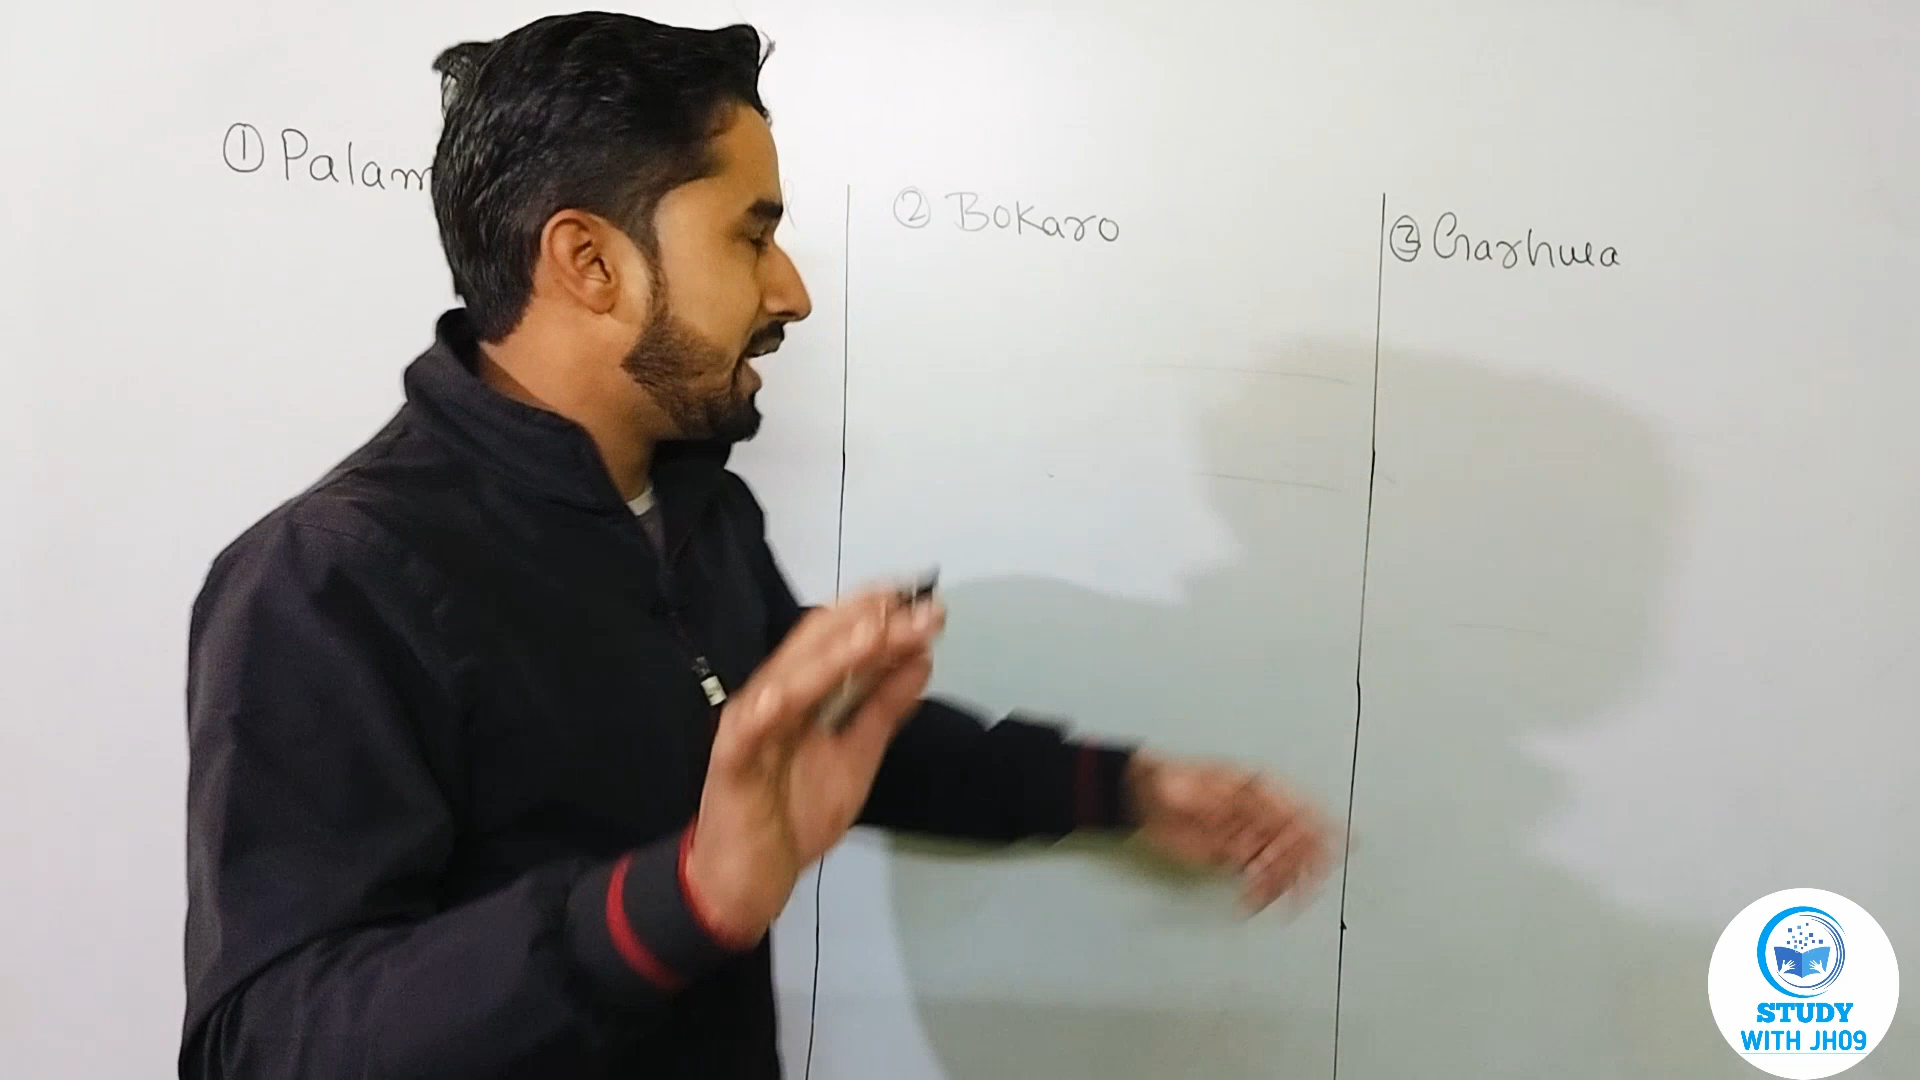 ① Palam
② Bokaro
③ Garhwa
STUDY
WITH JH09